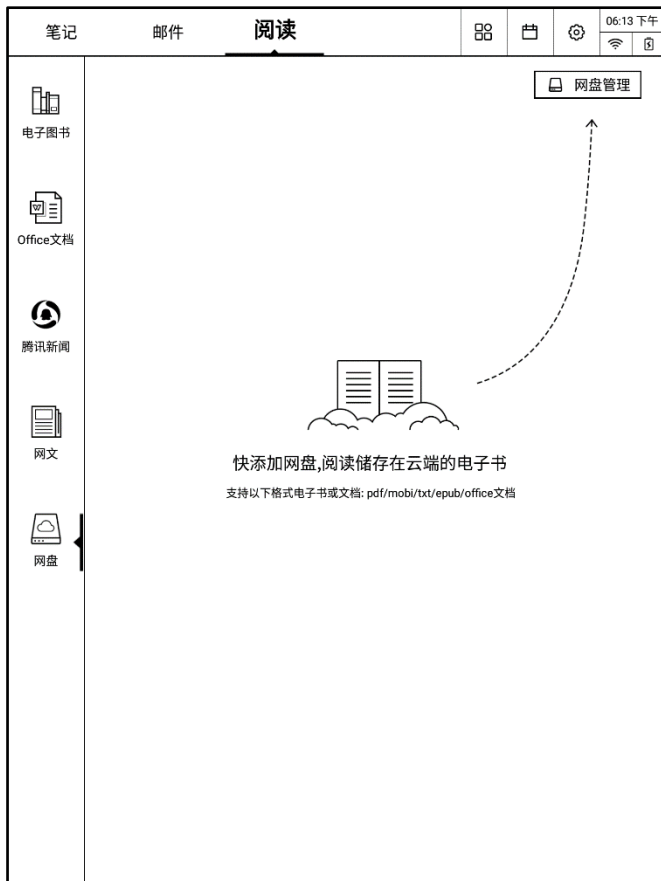 笔记
邮件
阅读
06:13 下午
网盘管理
电子图书
Office文档
腾讯新闻
网文
网盘
快添加网盘,阅读储存在云端的电子书
支持以下格式电子书或文档: pdf/mobi/txt/epub/office文档